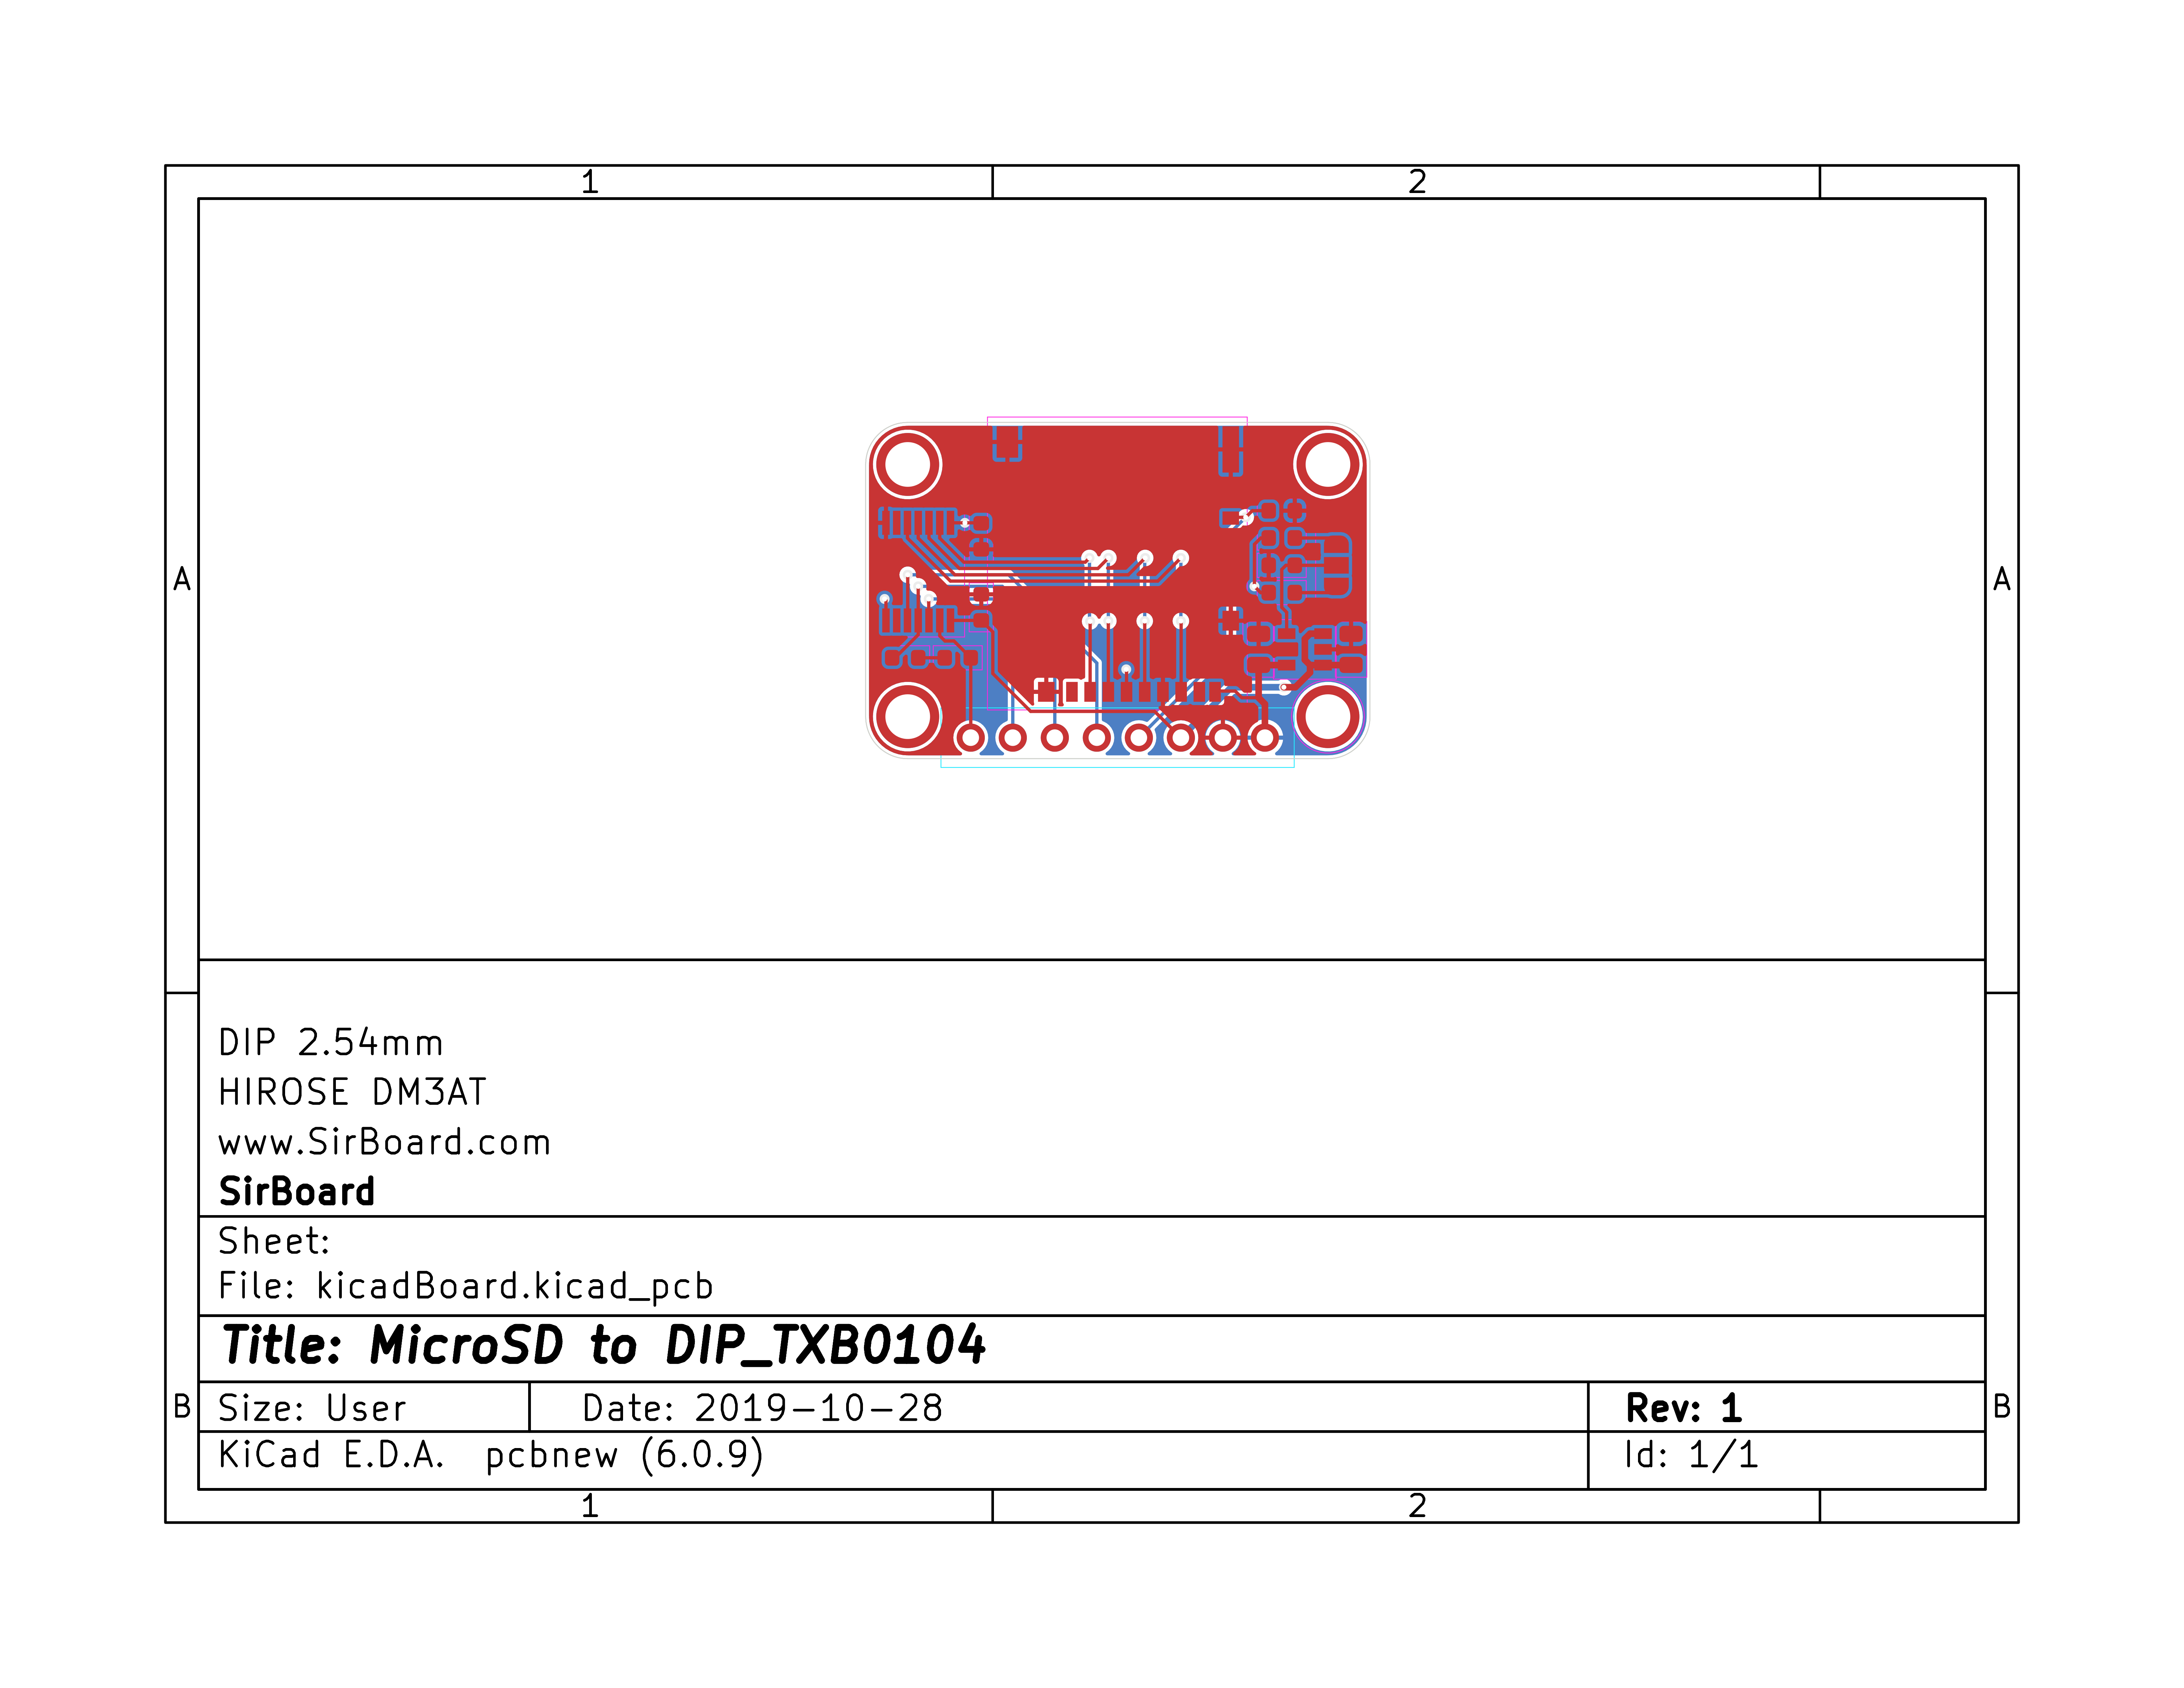 1 2
A A
DIP 2.54mm
HIROSE DM3AT
www.SirBoard.com
SirBoard
Sheet:
File: kicadBoard.kicad_pcb
Title: MicroSD to DIP_TXB0104
B Size: User Date: 2019-10-28 Rev: 1 B
KiCad E.D.A. pcbnew (6.0.9) Id: 1/1
1 2